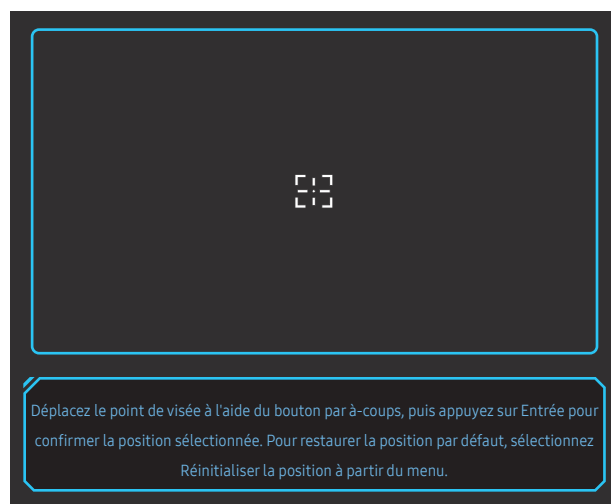 Déplacez le point de visée à l'aide du bouton par à-coups, puis appuyez sur Entrée pour
confirmer la position sélectionnée. Pour restaurer la position par défaut, sélectionnez
Réinitialiser la position à partir du menu.